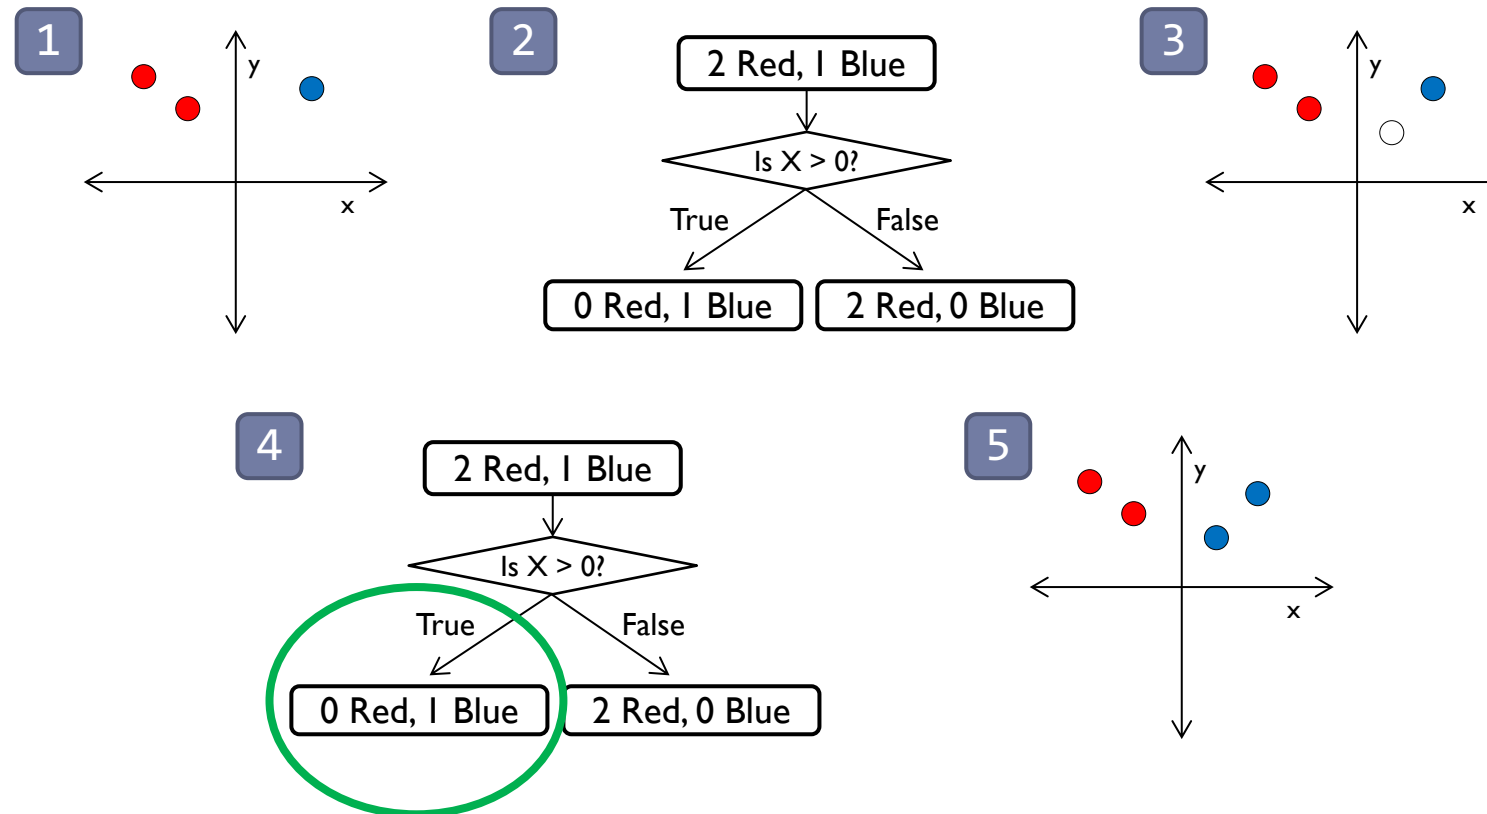 1
y
x
2
2 Red, 1 Blue
Is X > 0?
True
False
0 Red, 1 Blue
2 Red, 0 Blue
3
y
x
4
2 Red, 1 Blue
Is X > 0?
True
False
0 Red, 1 Blue
2 Red, 0 Blue
5
y
x